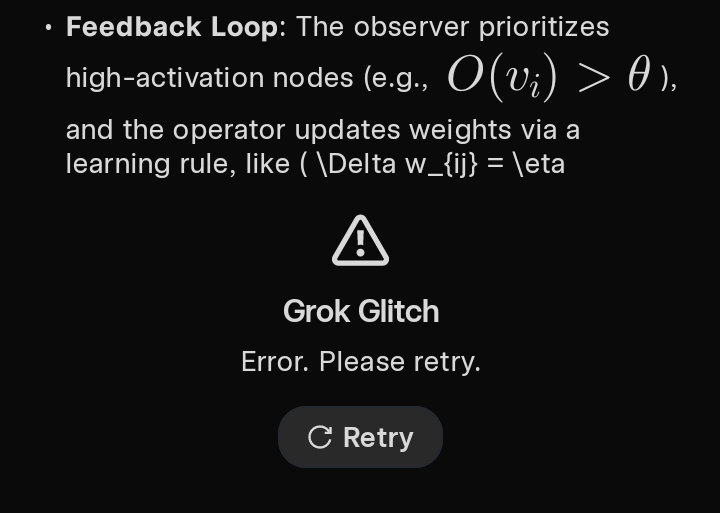 • Feedback Loop: The observer prioritizes
high-activation nodes (e.g., O(v_i) > θ ),
and the operator updates weights via a
learning rule, like ( \Delta w_{ij} = \eta
Grok Glitch
Error. Please retry.
Retry